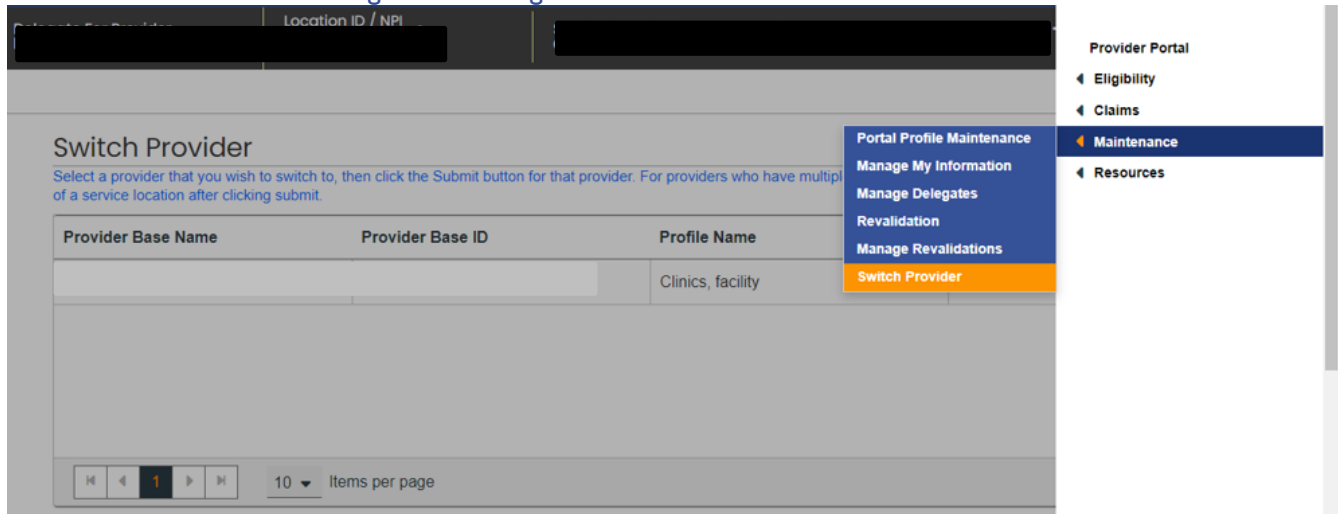 Location ID / NPI
Provider Portal
Eligibility
Claims
Maintenance
Resources
Portal Profile Maintenance
Manage My Information
Manage Delegates
Revalidation
Manage Revalidations
Switch Provider
Switch Provider
Select a provider that you wish to switch to, then click the Submit button for that provider. For providers who have
of a service location after clicking submit.
Provider Base Name Provider Base ID Profile Name
Clinics, facility
1 10 Items per page